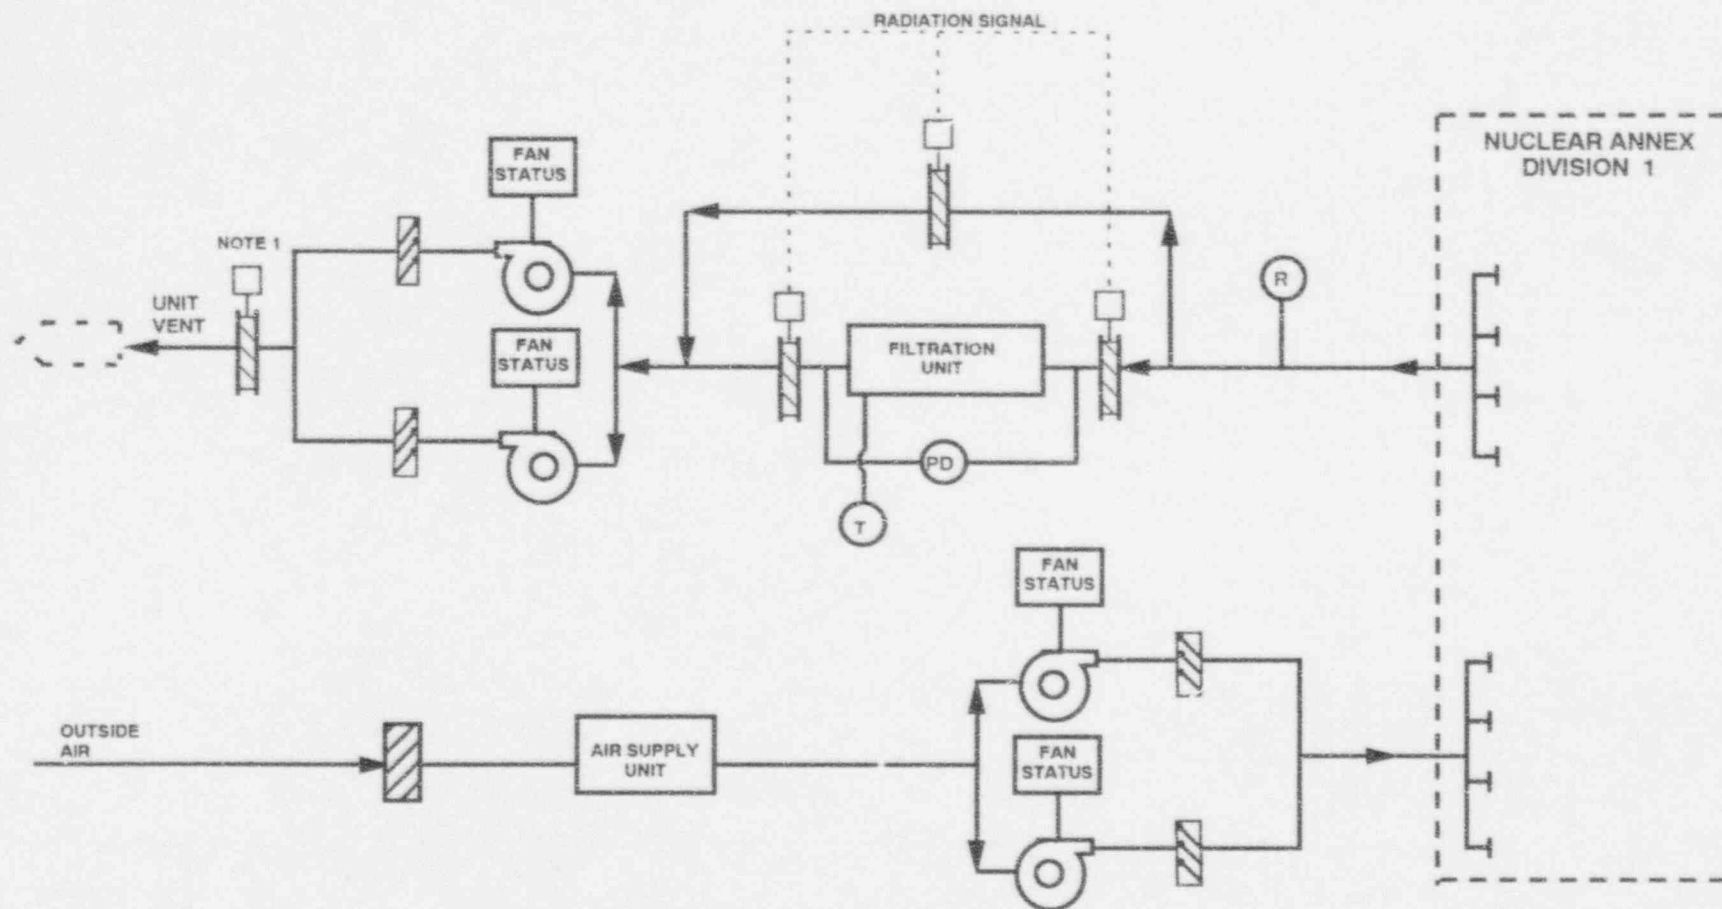 RADIATION SIGNAL
NUCLEAR ANNEX
DIVISION 1
FAN
STATUS
NOTE 1
R
UNIT
VENT
FAN
STATUS
FILTRATION
UNIT
PD
T
FAN
STATUS
OUTSIDE
AIR
AIR SUPPLY
UNIT
FAN
STATUS